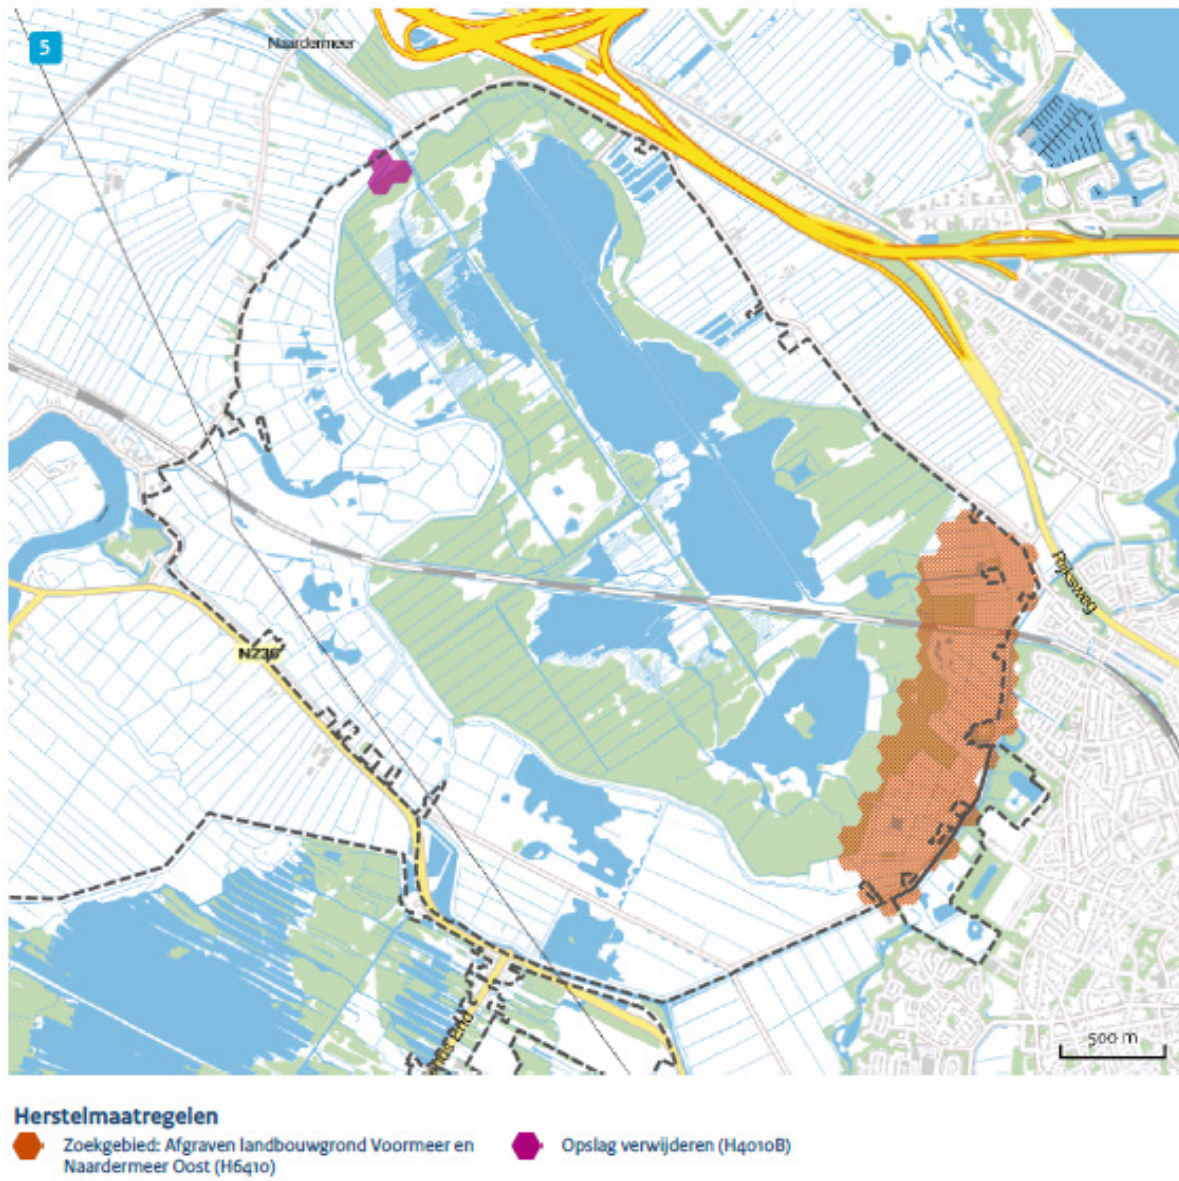 5
Naardermeer
Rijksweg
N236
500 m
Herstelmaatregelen
Zoekgebied: Afgraven landbouwgrond Voormeer en
Naardermeer Oost (H6410)
Opslag verwijderen (H4010B)